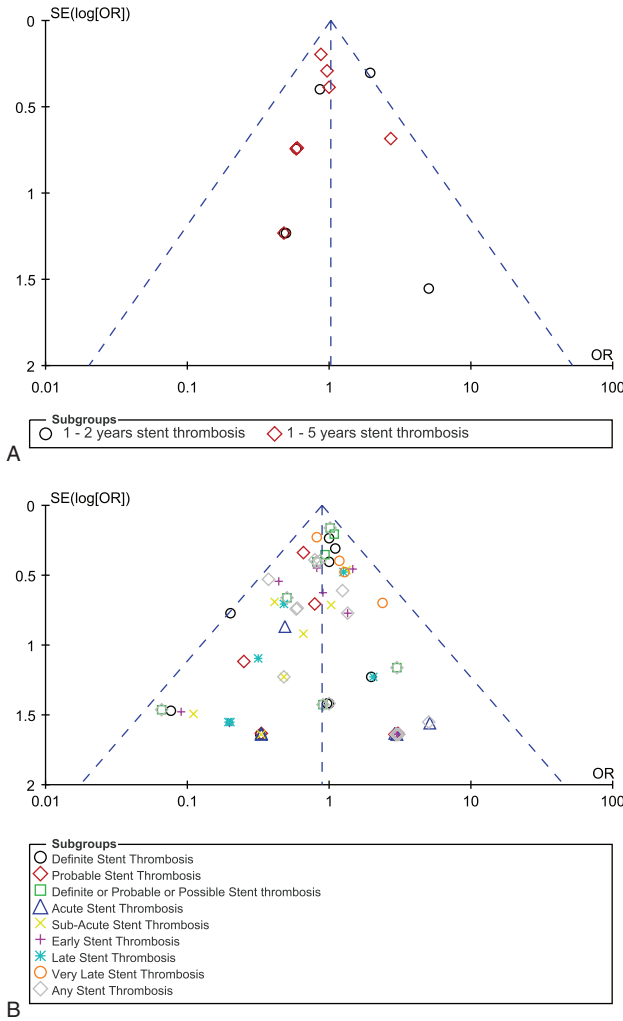 SE(log[OR])
0
0.5
1
1.5
2
OR
0.01 0.1 1 10 100
Subgroups
1 - 2 years stent thrombosis 1 - 5 years stent thrombosis
A
SE(log[OR])
0
0.5
1
1.5
2
OR
0.01 0.1 1 10 100
Subgroups
Definite Stent Thrombosis
Probable Stent Thrombosis
Definite or Probable or Possible Stent thrombosis
Acute Stent Thrombosis
Sub-Acute Stent Thrombosis
Early Stent Thrombosis
Late Stent Thrombosis
Very Late Stent Thrombosis
Any Stent Thrombosis
B